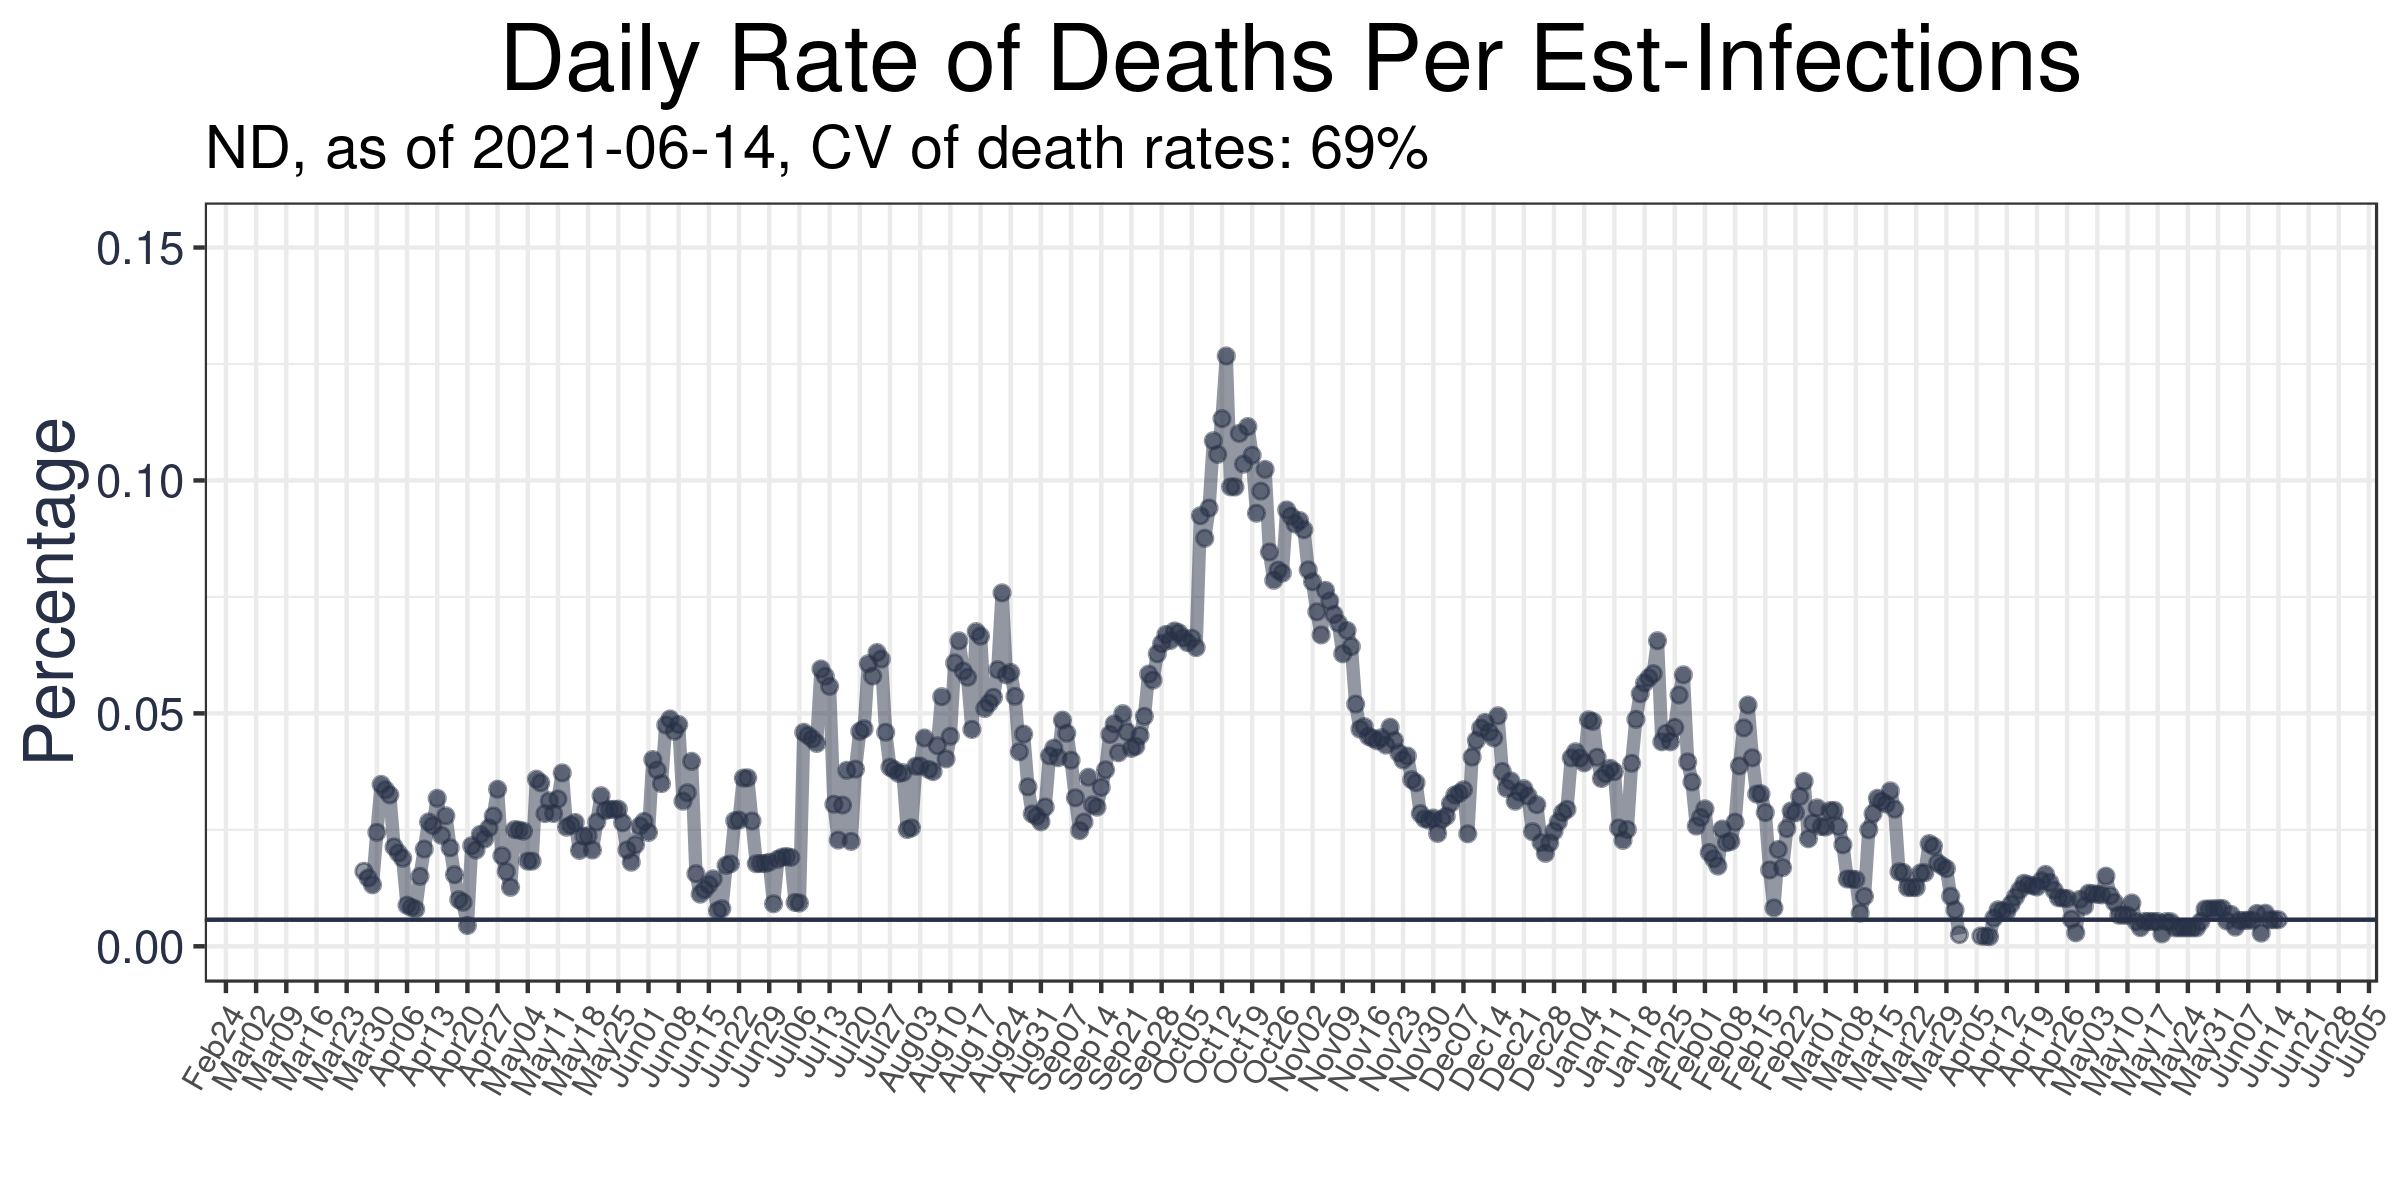 Daily Rate of Deaths Per Est-Infections
ND, as of 2021-06-14, CV of death rates: 69%
Percentage
0.15
0.10
0.05
0.00
Feb24
Mar02
Mar09
Mar16
Mar23
Mar30
Apr06
Apr13
Apr20
Apr27
May04
May11
May18
May25
Jun01
Jun08
Jun15
Jun22
Jun29
Jul06
Jul13
Jul20
Jul27
Aug03
Aug10
Aug17
Aug24
Aug31
Sep07
Sep14
Sep21
Sep28
Oct05
Oct12
Oct19
Oct26
Nov02
Nov09
Nov16
Nov23
Nov30
Dec07
Dec14
Dec21
Dec28
Jan04
Jan11
Jan18
Jan25
Feb01
Feb08
Feb15
Feb22
Mar01
Mar08
Mar15
Mar22
Mar29
Apr05
Apr12
Apr19
Apr26
May03
May10
May17
May24
May31
Jun07
Jun14
Jun21
Jun28
Jul05